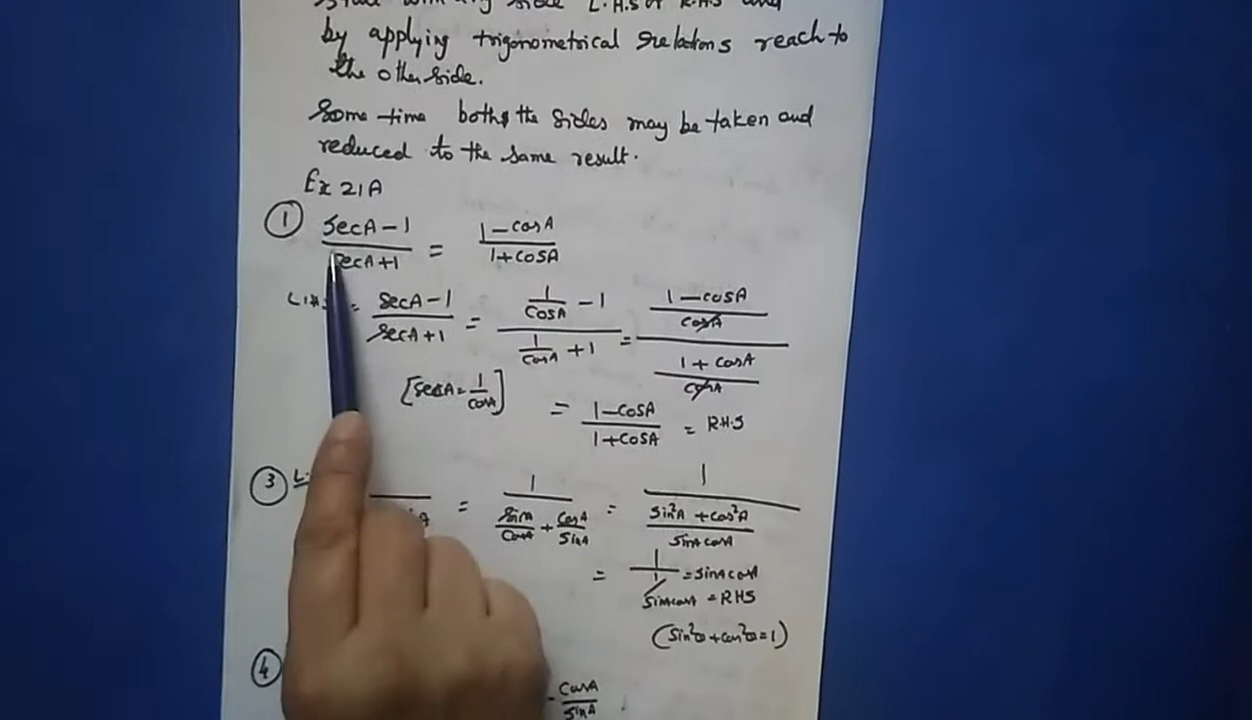 by applying trigonometrical relations reach to
the other side.
Some time both the sides may be taken and
reduced to the same result.
Ex 21A
① secA-1 / secA+1 = 1-cosA / 1+cosA
= secA-1 / secA+1 = (1/cosA - 1) / (1/cosA + 1) = (1-cosA / cosA) / (1+cosA / cosA)
[secA = 1/cosA]
= 1-cosA / 1+cosA = R.H.S
③ = 1 / (sinA/cosA + cosA/sinA) = 1 / (sin²A + cos²A / sinA cosA)
= 1 / (1 / sinA cosA) = sinA cosA
= RHS
(sin²θ + cos²θ = 1)
④
- cosA / sinA